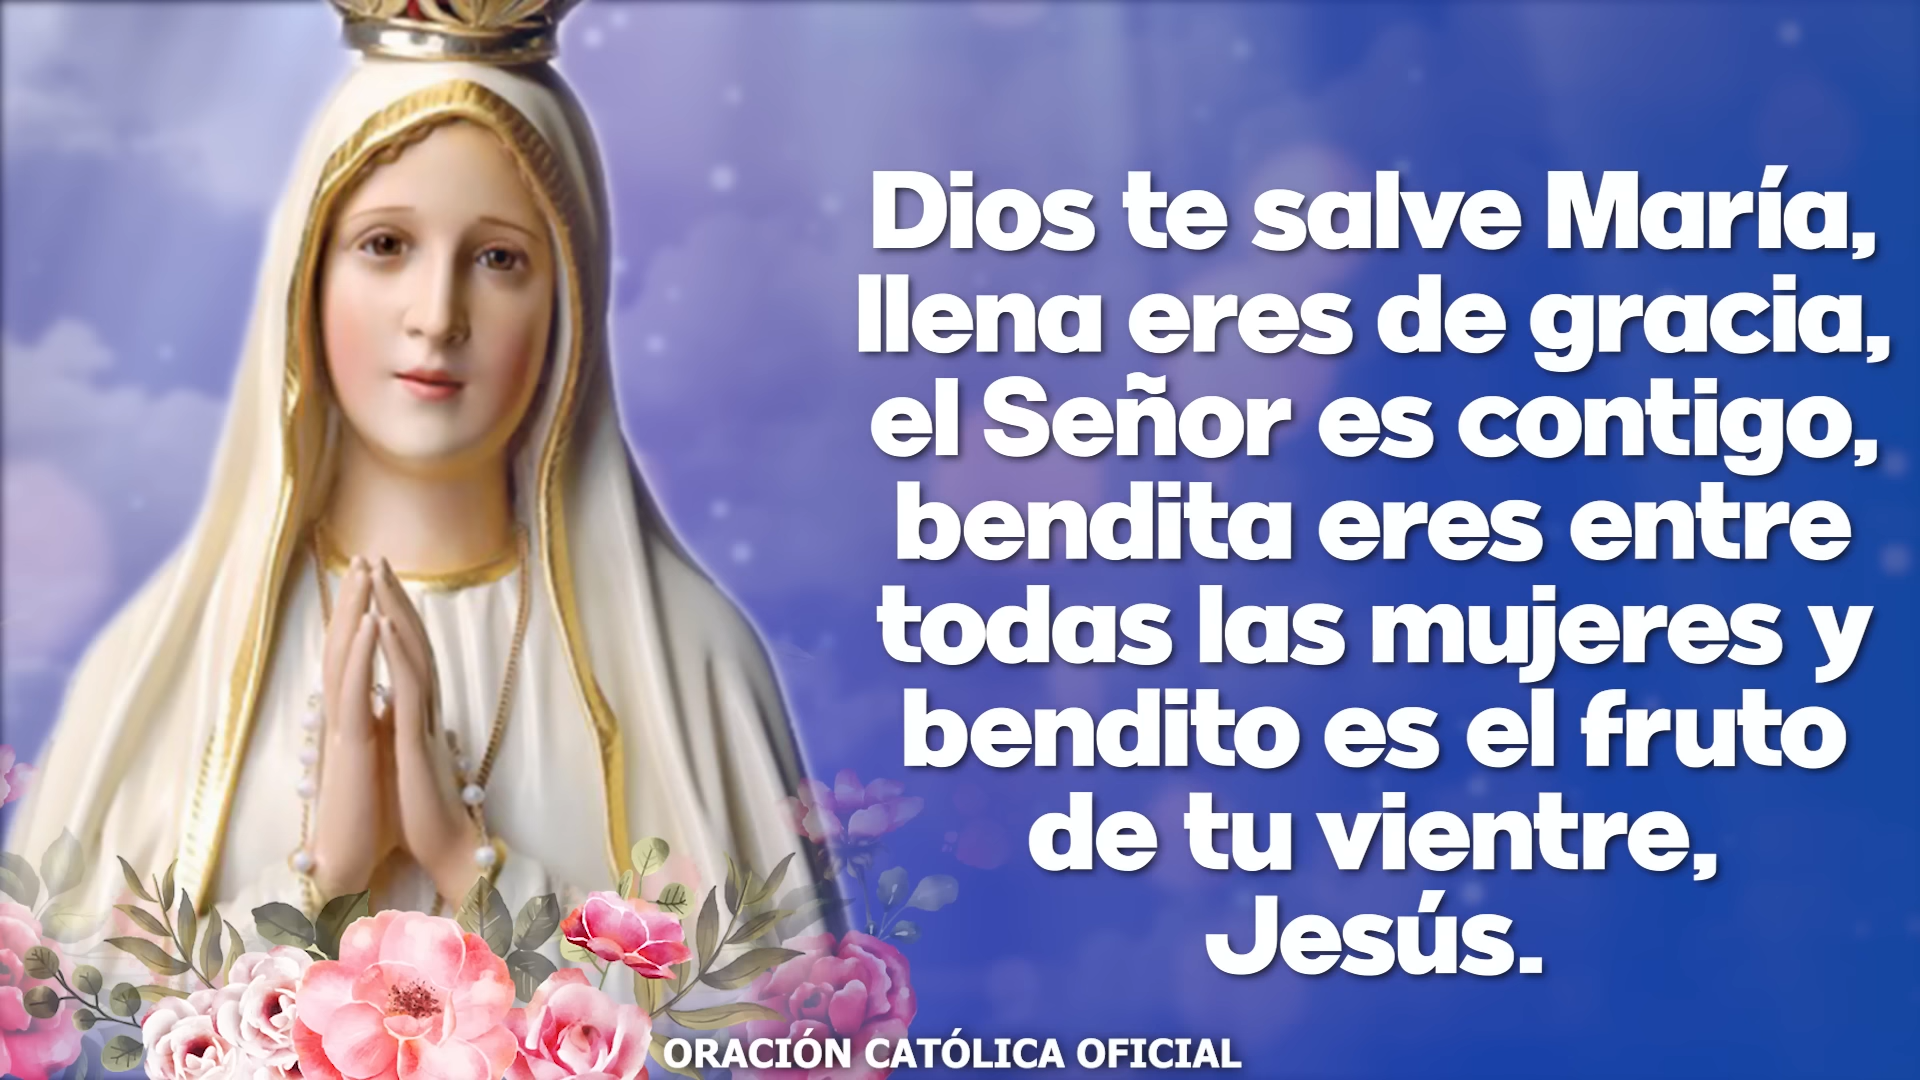 Dios te salve María,
llena eres de gracia,
el Señor es contigo,
bendita eres entre
todas las mujeres y
bendito es el fruto
de tu vientre,
Jesús.
ORACIÓN CATÓLICA OFICIAL